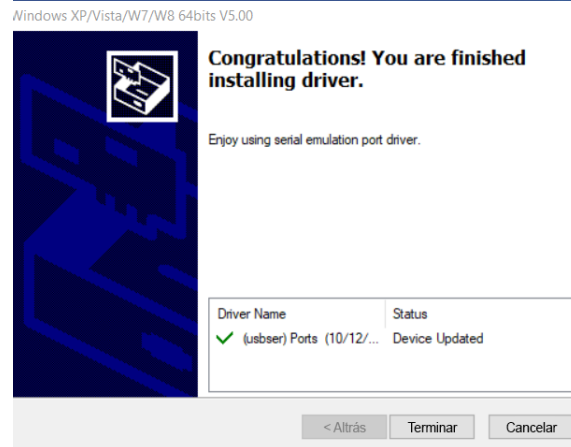 Windows XP/Vista/W7/W8 64bits V5.00
Congratulations! You are finished
installing driver.
Enjoy using serial emulation port driver.
Driver Name Status
(usbser) Ports (10/12/... Device Updated
< Altrás Terminar Cancelar